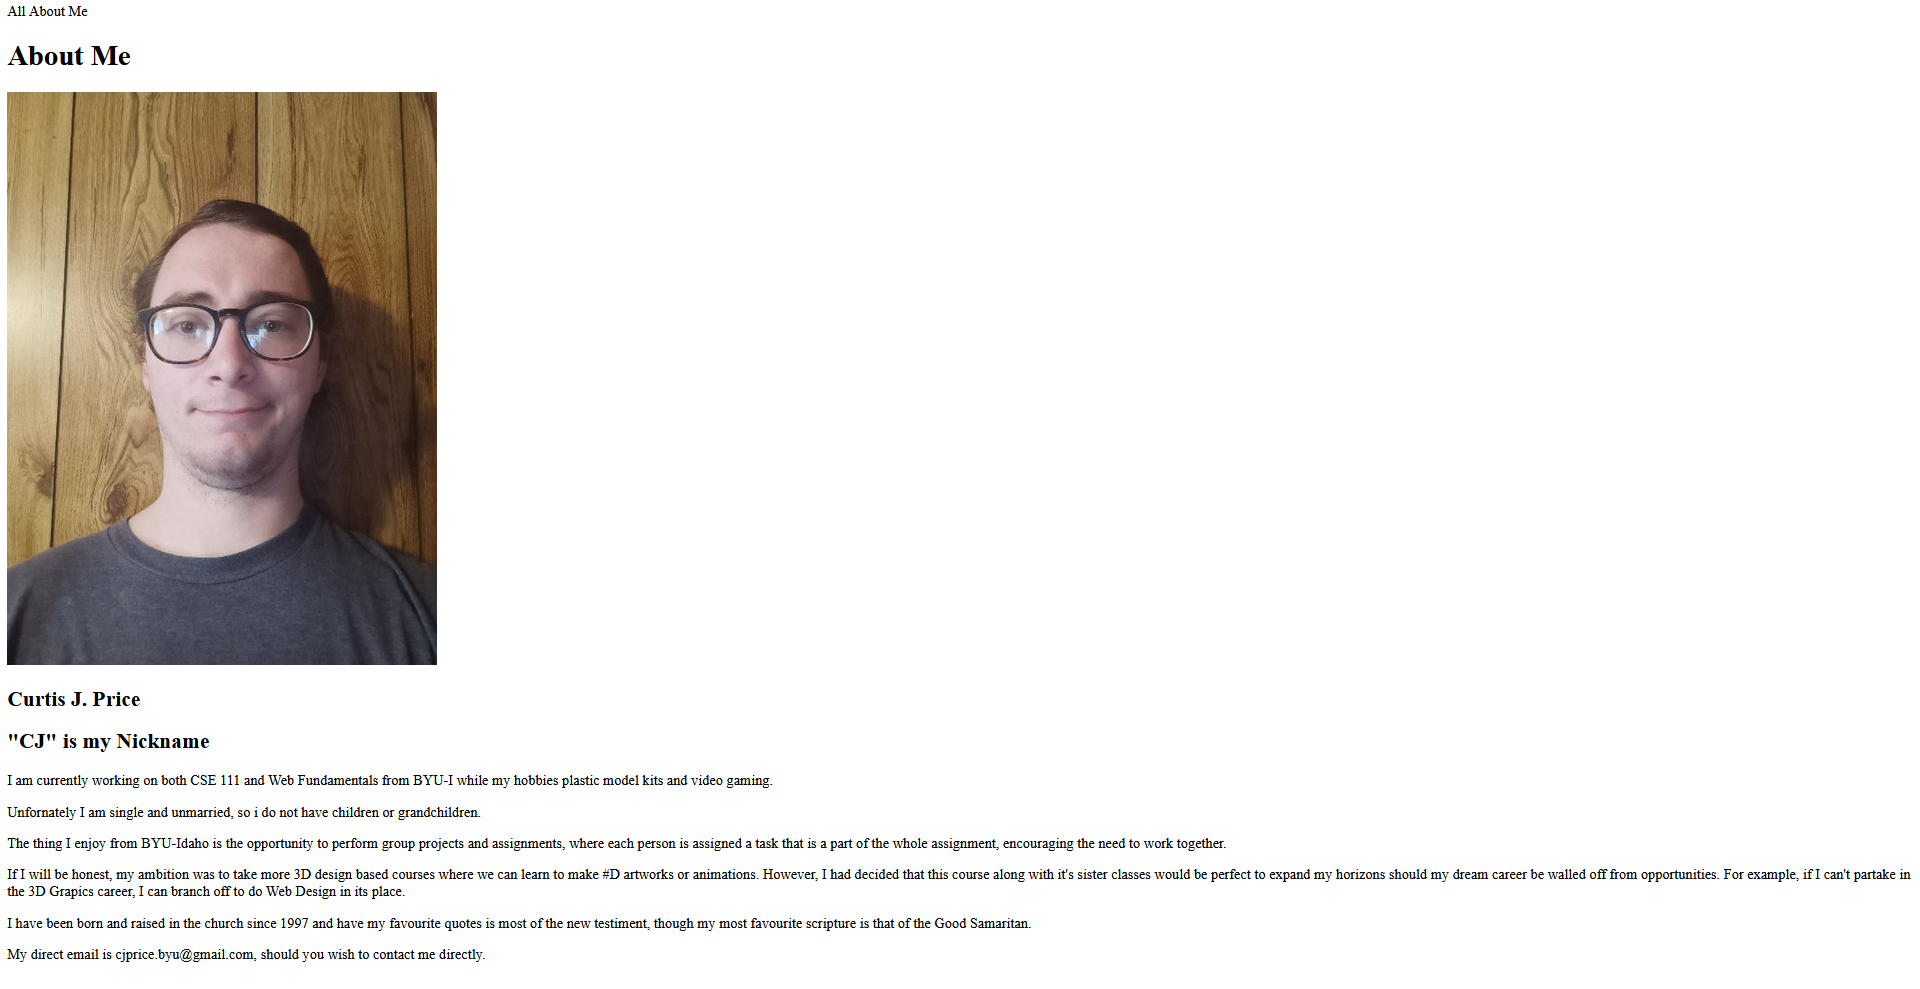 All About Me
About Me
Curtis J. Price
"CJ" is my Nickname
I am currently working on both CSE 111 and Web Fundamentals from BYU-I while my hobbies plastic model kits and video gaming.
Unfornately I am single and unmarried, so i do not have children or grandchildren.
The thing I enjoy from BYU-Idaho is the opportunity to perform group projects and assignments, where each person is assigned a task that is a part of the whole assignment, encouraging the need to work together.
If I will be honest, my ambition was to take more 3D design based courses where we can learn to make #D artworks or animations. However, I had decided that this course along with it's sister classes would be perfect to expand my horizons should my dream career be walled off from opportunities. For example, if I can't partake in
the 3D Grapics career, I can branch off to do Web Design in its place.
I have been born and raised in the church since 1997 and have my favourite quotes is most of the new testiment, though my most favourite scripture is that of the Good Samaritan.
My direct email is cjprice.byu@gmail.com, should you wish to contact me directly.